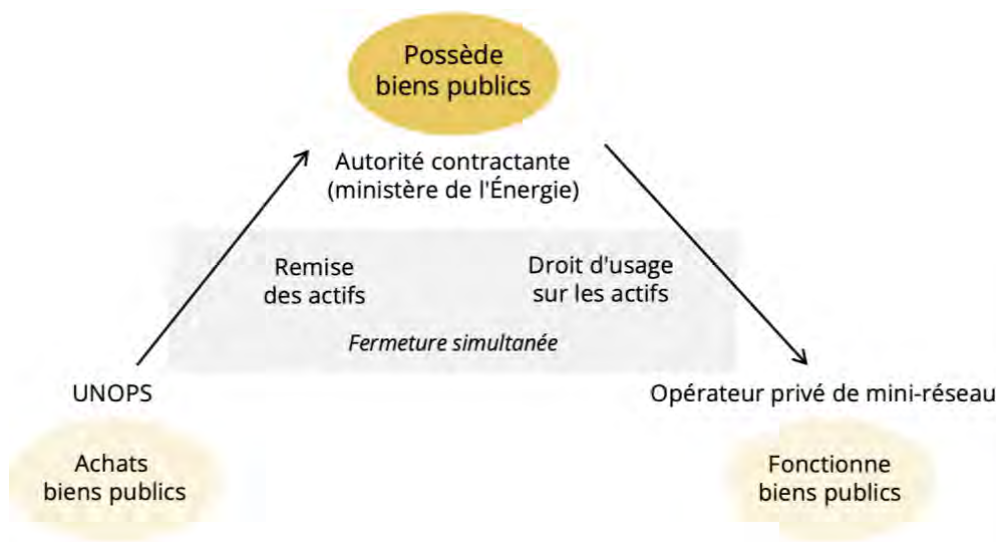 Possède
biens publics
Autorité contractante
(ministère de l'Énergie)
Remise
des actifs
Droit d'usage
sur les actifs
Fermeture simultanée
UNOPS
Opérateur privé de mini-réseau
Achats
biens publics
Fonctionne
biens publics